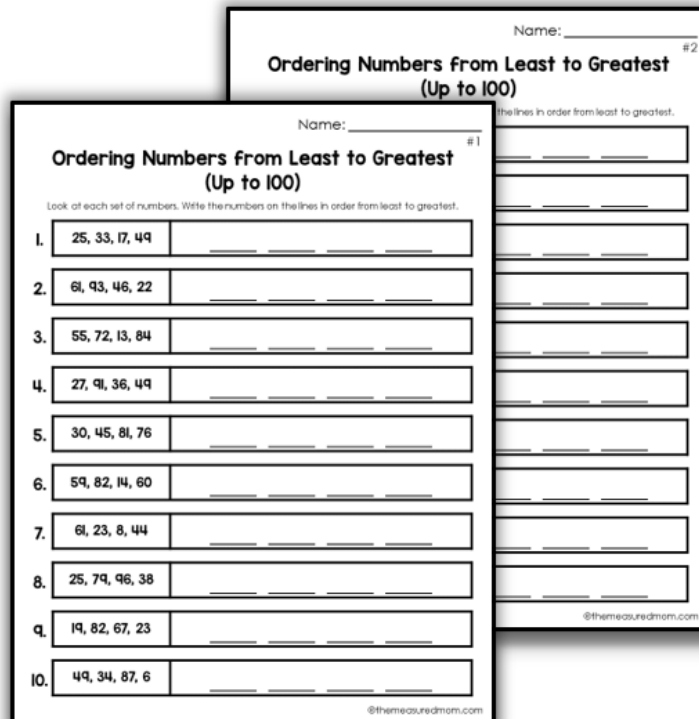 Name:
#2
Ordering Numbers from Least to Greatest
(Up to 100)
the lines in order from least to greatest.
©themeasuredmom.com
Name:
#1
Ordering Numbers from Least to Greatest
(Up to 100)
Look at each set of numbers. Write the numbers on the lines in order from least to greatest.
1. 25, 33, 17, 49
2. 61, 93, 46, 22
3. 55, 72, 13, 84
4. 27, 91, 36, 49
5. 30, 45, 81, 76
6. 59, 82, 14, 60
7. 61, 23, 8, 44
8. 25, 79, 96, 38
9. 19, 82, 67, 23
10. 49, 34, 87, 6
©themeasuredmom.com